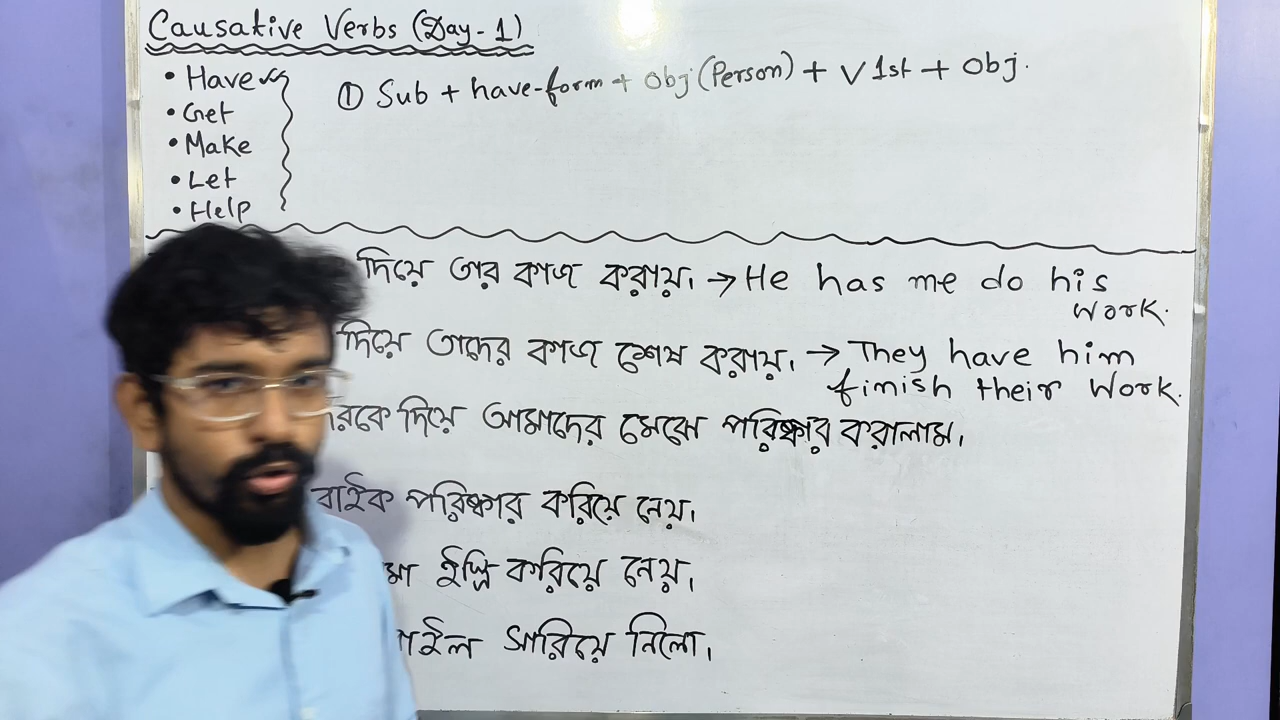 Causative Verbs (Day-1)
• Have
• Get
• Make
• Let
• Help
① Sub + have-form + Obj (Person) + V 1st + Obj.
দিয়ে তার কাজ করায়। → He has me do his
work.
দিয়ে তাদের কাজ শেষ করায়। → They have him
finish their work.
দিয়ে আমাদের মেঝে পরিষ্কার করালাম।
বাইক পরিষ্কার করিয়ে নেয়।
করিয়ে নেয়।
সারিয়ে নিলো।